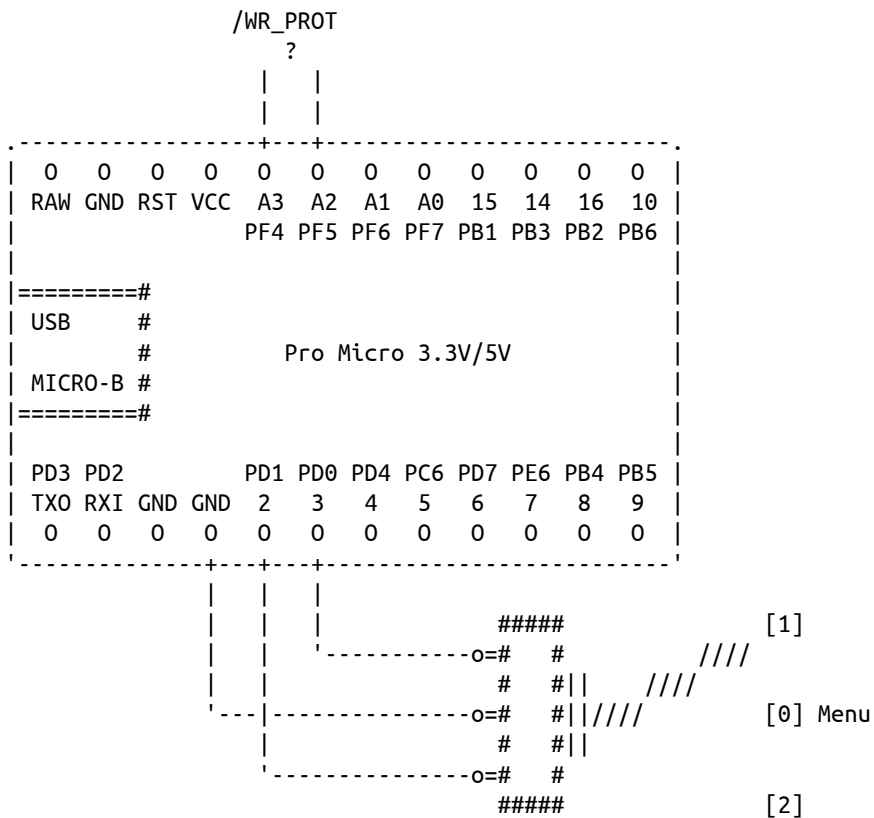 /WR_PROT
?
| |
| |
.------------------+---+--------------------------.
| O O O O O O O O O O O O |
| RAW GND RST VCC A3 A2 A1 A0 15 14 16 10 |
| PF4 PF5 PF6 PF7 PB1 PB3 PB2 PB6 |
| |
|=========# |
| USB # |
| # Pro Micro 3.3V/5V |
| MICRO-B # |
|=========# |
| |
| PD3 PD2 PD1 PD0 PD4 PC6 PD7 PE6 PB4 PB5 |
| TXO RXI GND GND 2 3 4 5 6 7 8 9 |
| O O O O O O O O O O O O |
'--------------+---+---+--------------------------'
| | |
| | | ##### [1]
| | '-----------o=# # ////
| | # #|| ////
'---|---------------o=# #||//// [0] Menu
| # #||
'---------------o=# #
##### [2]